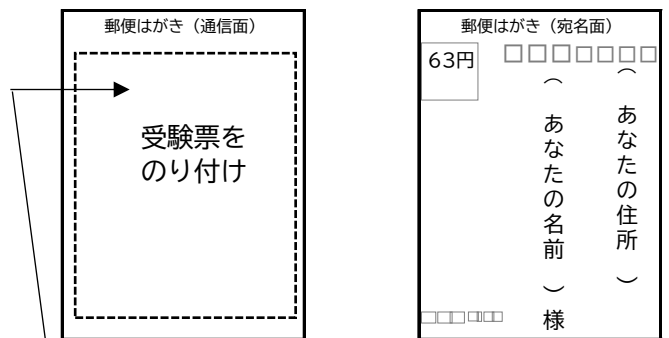 郵便はがき（通信面）
受験票を
のり付け
郵便はがき（宛名面）
63円
（　あなたの住所　）
（　あなたの名前　）　様